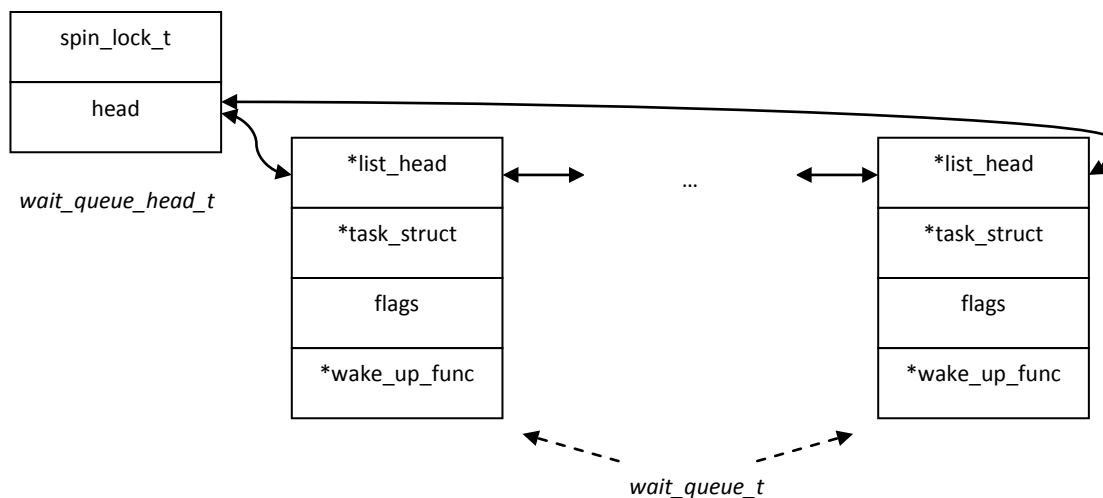 spin_lock_t
head
wait_queue_head_t
*list_head
*task_struct
flags
*wake_up_func
...
*list_head
*task_struct
flags
*wake_up_func
wait_queue_t